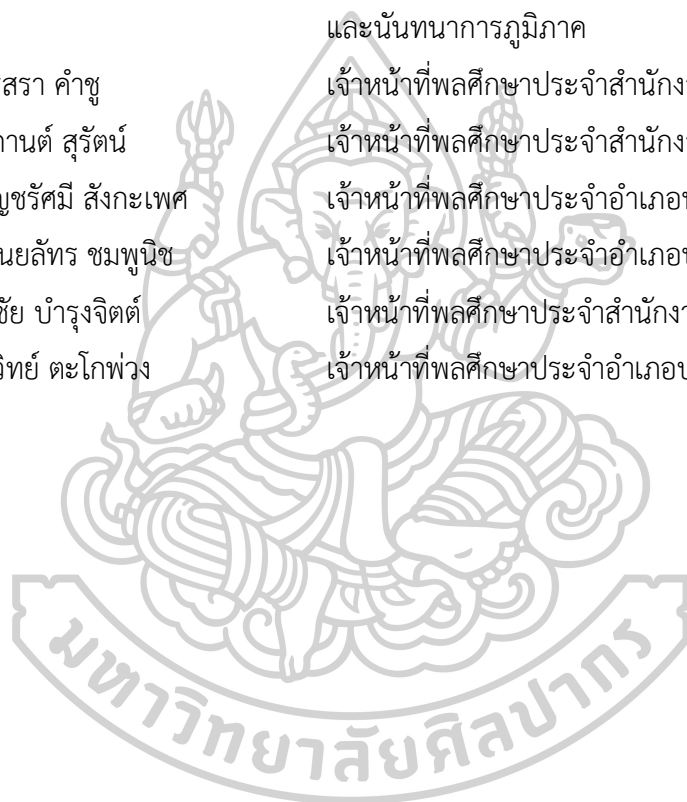 และนันทนาการภูมิภาค
สรา คำชู เจ้าหน้าที่พลศึกษาประจำสำนักง
กานต์ สุรัตน์ เจ้าหน้าที่พลศึกษาประจำสำนักง
ญชรัศมี สังกะเพศ เจ้าหน้าที่พลศึกษาประจำอำเภอ
นยลัทร ชมพูนิช เจ้าหน้าที่พลศึกษาประจำอำเภอ
ชัย บำรุงจิตต์ เจ้าหน้าที่พลศึกษาประจำสำนักงา
วิทย์ ตะโกพ่วง เจ้าหน้าที่พลศึกษาประจำอำเภอ
มหาวิทยาลัยศิลปากร